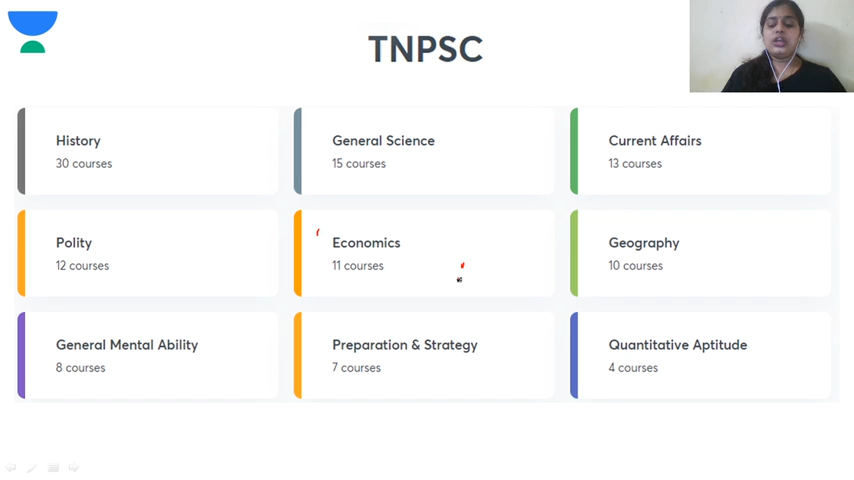 TNPSC
History
30 courses
General Science
15 courses
Current Affairs
13 courses
Polity
12 courses
Economics
11 courses
Geography
10 courses
General Mental Ability
8 courses
Preparation & Strategy
7 courses
Quantitative Aptitude
4 courses